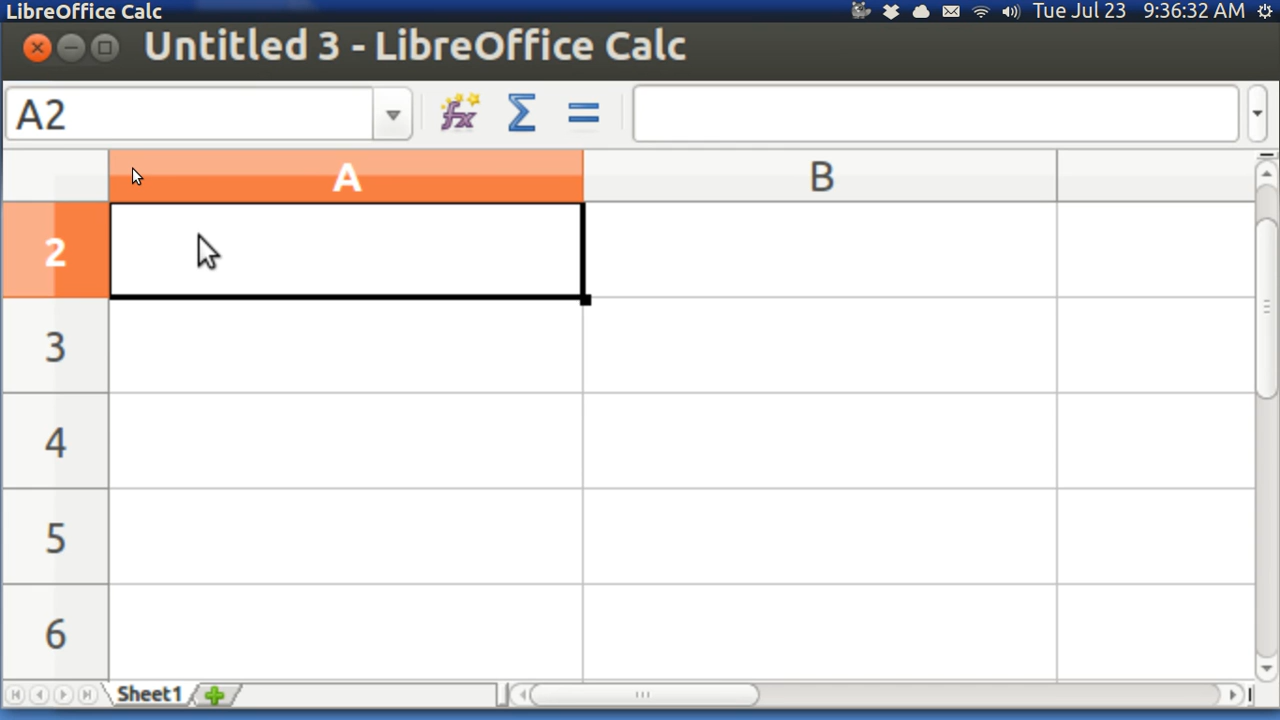 LibreOffice Calc
Tue Jul 23 9:36:32 AM
Untitled 3 - LibreOffice Calc
A2
fx Σ =
A B
2
3
4
5
6
Sheet1